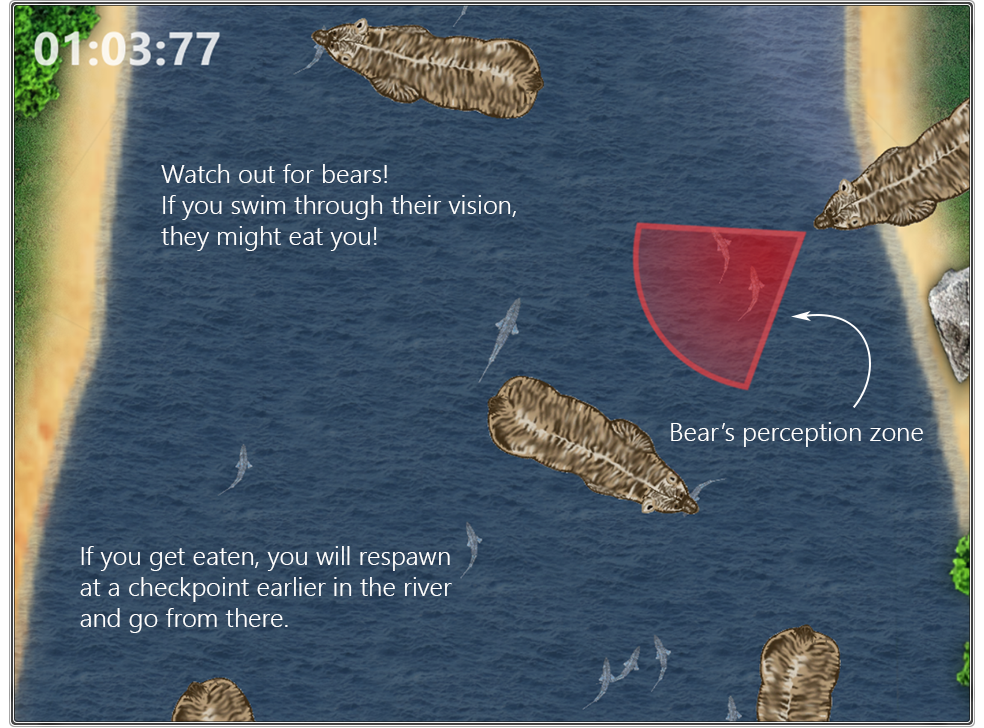 01:03:77
Watch out for bears!
If you swim through their vision,
they might eat you!
Bear's perception zone
If you get eaten, you will respawn
at a checkpoint earlier in the river
and go from there.